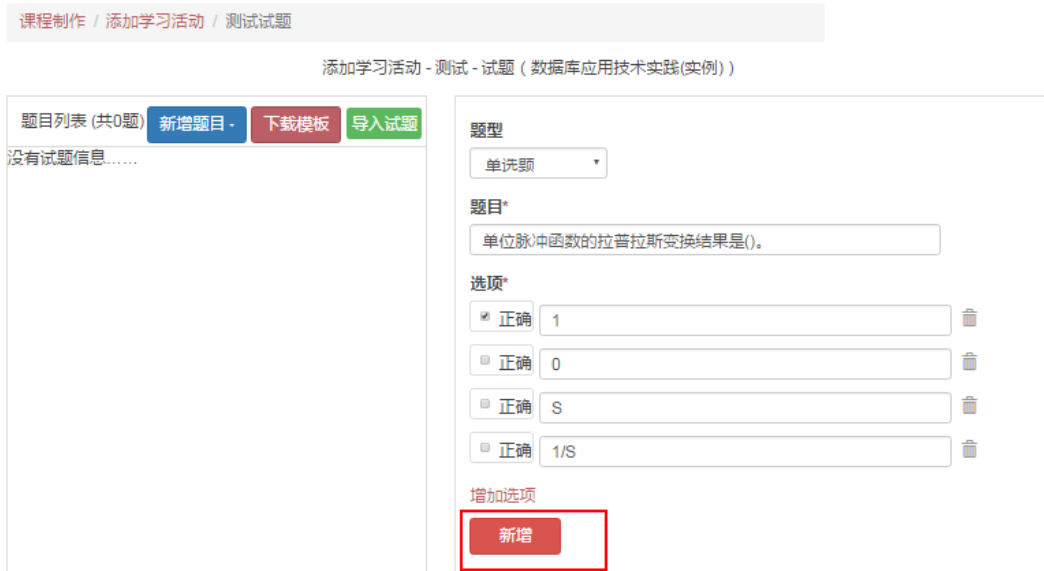 课程制作 / 添加学习活动 / 测试试题
添加学习活动 - 测试 - 试题 ( 数据库应用技术实践(实例) )
题目列表 (共0题) 新增题目 - 下载模板 导入试题
没有试题信息......
题型
单选题
题目*
单位脉冲函数的拉普拉斯变换结果是()。
选项*
正确 1
正确 0
正确 S
正确 1/S
增加选项
新增